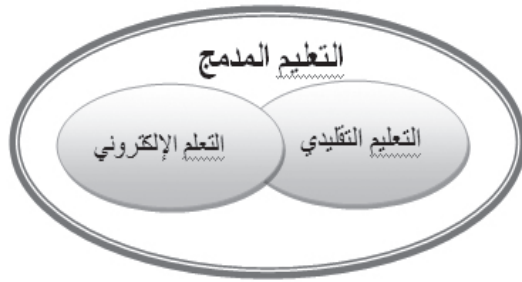 التعليم المدمج
التعليم التقليدي
التعلم الإلكتروني